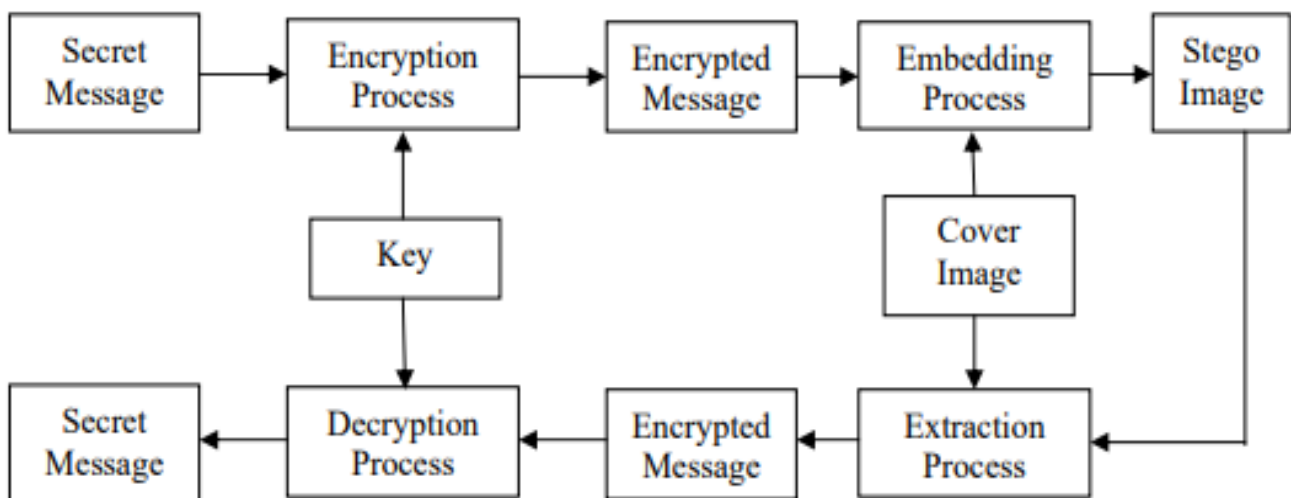 Secret
Message
Encryption
Process
Encrypted
Message
Embedding
Process
Stego
Image
Key
Cover
Image
Secret
Message
Decryption
Process
Encrypted
Message
Extraction
Process